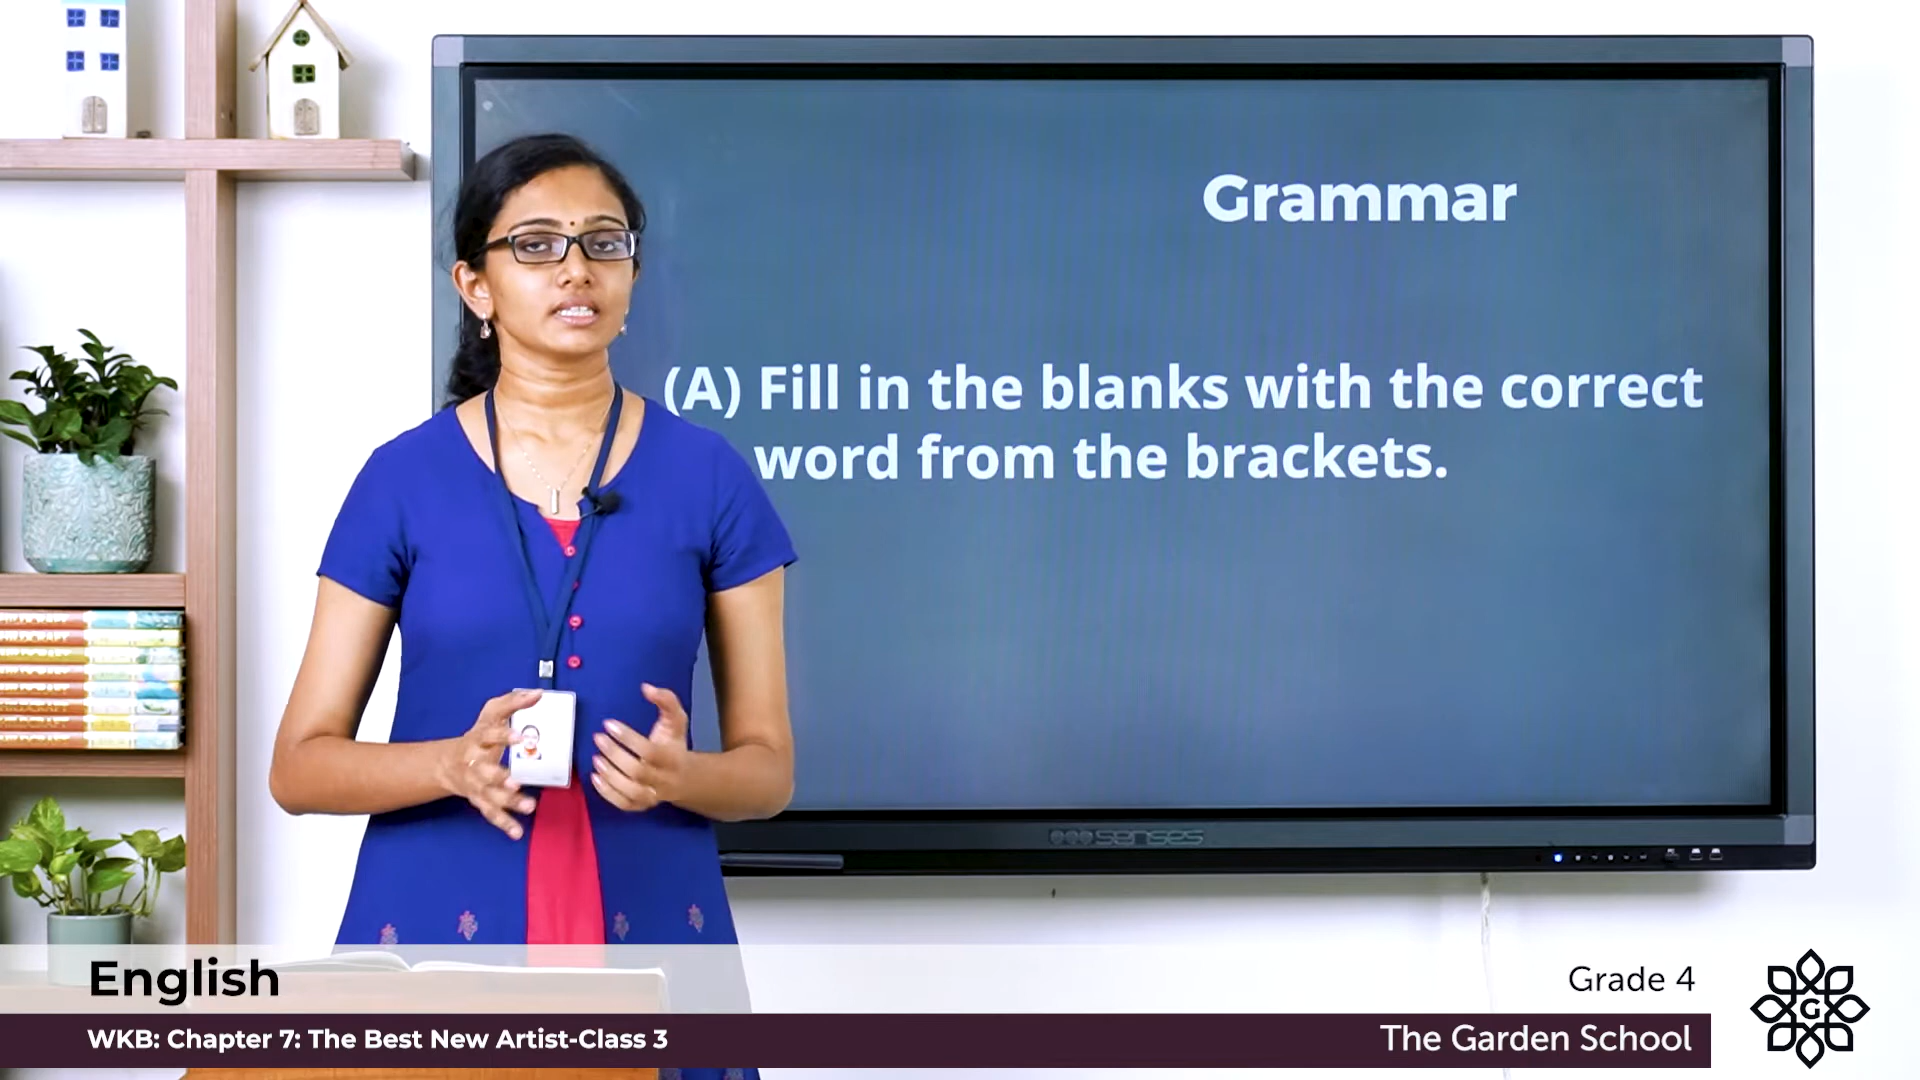 Grammar
(A) Fill in the blanks with the correct
word from the brackets.
senses
English
Grade 4
WKB: Chapter 7: The Best New Artist-Class 3
The Garden School
G